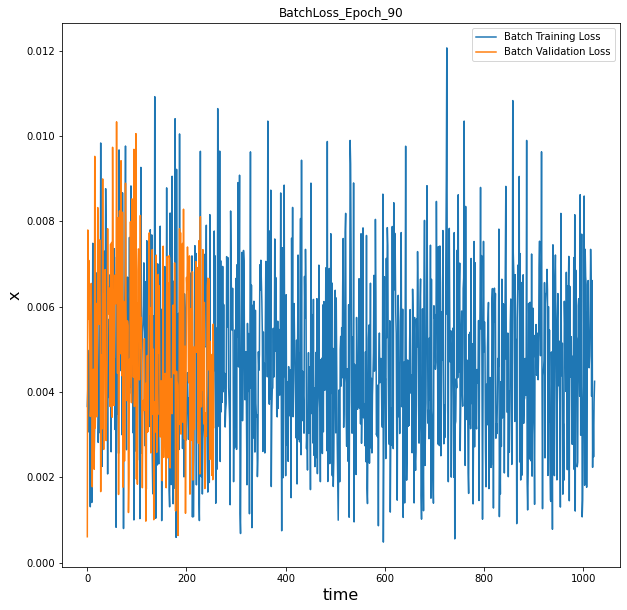 BatchLoss_Epoch_90
Batch Training Loss
Batch Validation Loss
0.012
0.010
0.008
0.006
0.004
0.002
0.000
x
0 200 400 600 800 1000
time